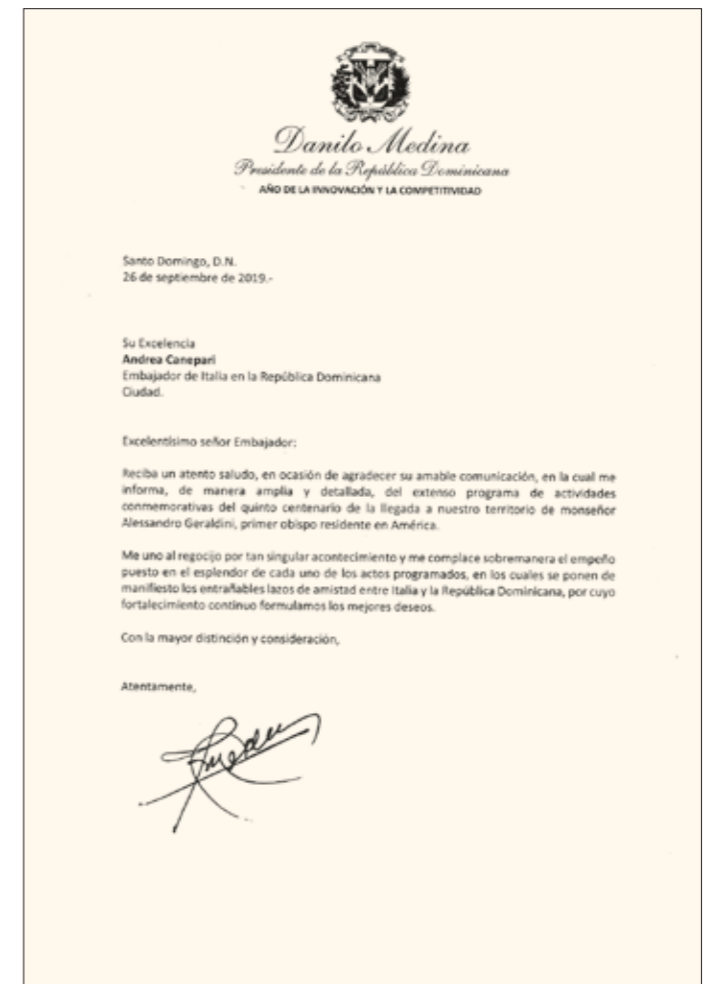 Danilo Medina
Presidente de la República Dominicana
AÑO DE LA INNOVACIÓN Y LA COMPETITIVIDAD
Santo Domingo, D.N.
26 de septiembre de 2019.-
Su Excelencia
Andrea Canepari
Embajador de Italia en la República Dominicana
Ciudad.
Excelentísimo señor Embajador:
Reciba un atento saludo, en ocasión de agradecer su amable comunicación, en la cual me
informa, de manera amplia y detallada, del extenso programa de actividades
conmemorativas del quinto centenario de la llegada a nuestro territorio de monseñor
Alessandro Geraldini, primer obispo residente en América.
Me uno al regocijo por tan singular acontecimiento y me complace sobremanera el empeño
puesto en el esplendor de cada uno de los actos programados, en los cuales se ponen de
manifiesto los entrañables lazos de amistad entre Italia y la República Dominicana, por cuyo
fortalecimiento continuo formulamos los mejores deseos.
Con la mayor distinción y consideración,
Atentamente,